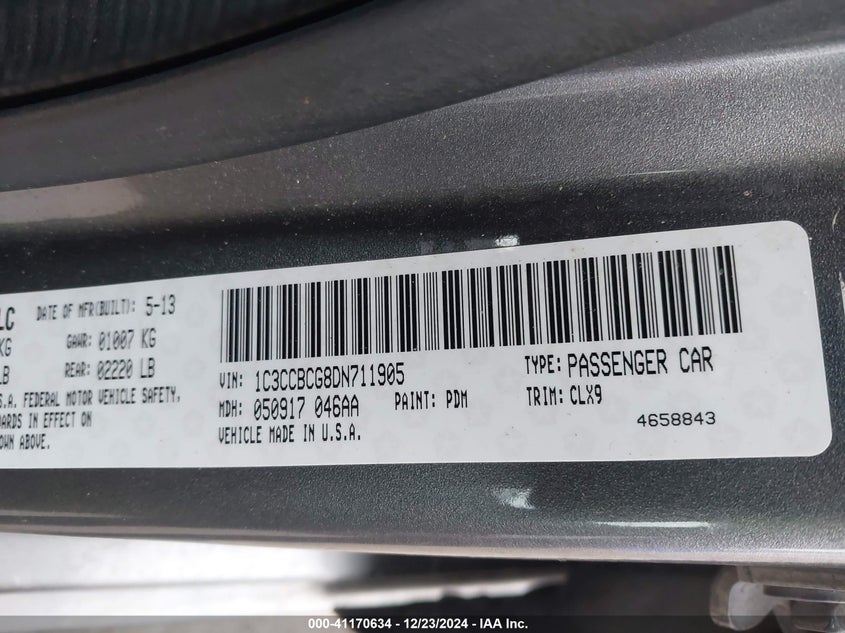 LC DATE OF MFR(BUILT): 5-13
KG GAWR: 01007 KG
LB REAR: 02220 LB
S.A. FEDERAL MOTOR VEHICLE SAFETY,
DARDS IN EFFECT ON
OWN ABOVE.
VIN: 1C3CCBCG8DN711905 TYPE: PASSENGER CAR
MDH: 050917 046AA PAINT: PDM TRIM: CLX9
VEHICLE MADE IN U.S.A. 4658843
000-41170634 - 12/23/2024 - IAA Inc.